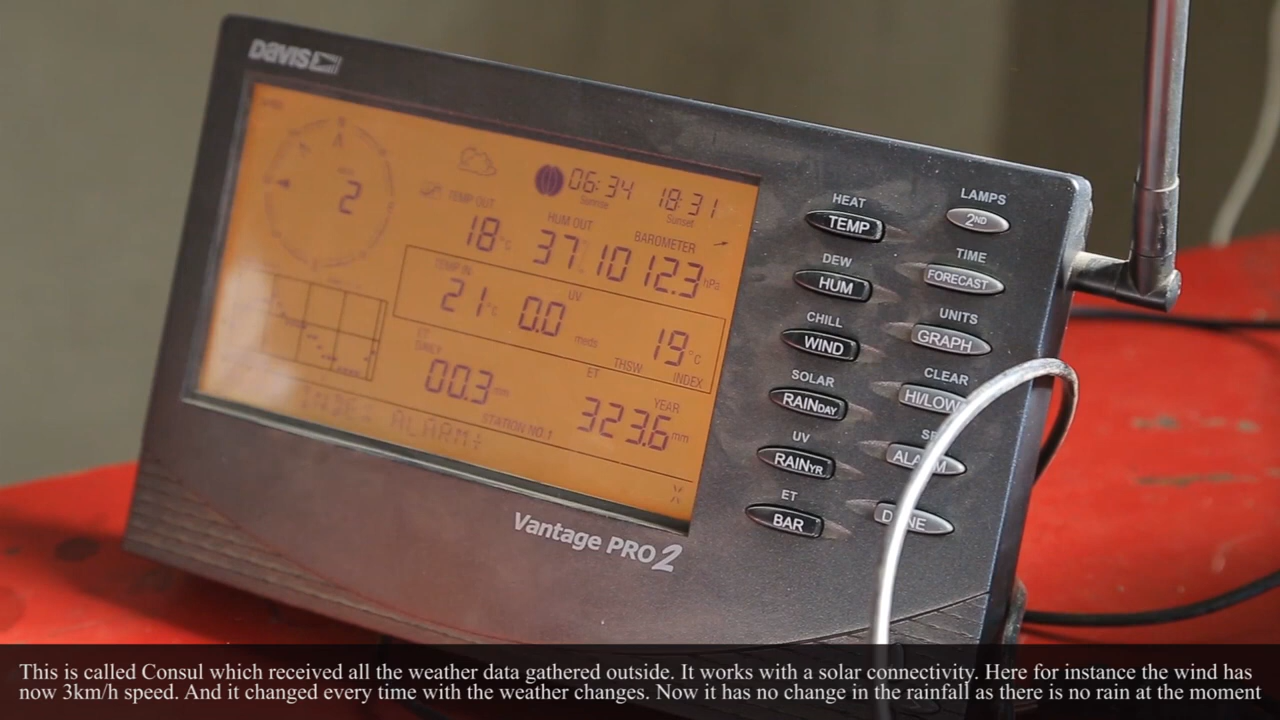 DAVIS
2
06:34 18:31
Sunrise Sunset
TEMP OUT HUM OUT BAROMETER
18°C 37% 1012.3 hPa
TEMP IN UV
21°C 0.0 meds 19°C
ET THSW INDEX
ET DAILY YEAR
00.3 mm 323.6 mm
STATION NO.1
Vantage PRO2
HEAT LAMPS
TEMP 2ND
DEW TIME
HUM FORECAST
CHILL UNITS
WIND GRAPH
SOLAR CLEAR
RAINDAY HI/LOW
UV
RAINYR ALARM
ET
BAR DONE
This is called Consul which received all the weather data gathered outside. It works with a solar connectivity. Here for instance the wind has
now 3km/h speed. And it changed every time with the weather changes. Now it has no change in the rainfall as there is no rain at the moment